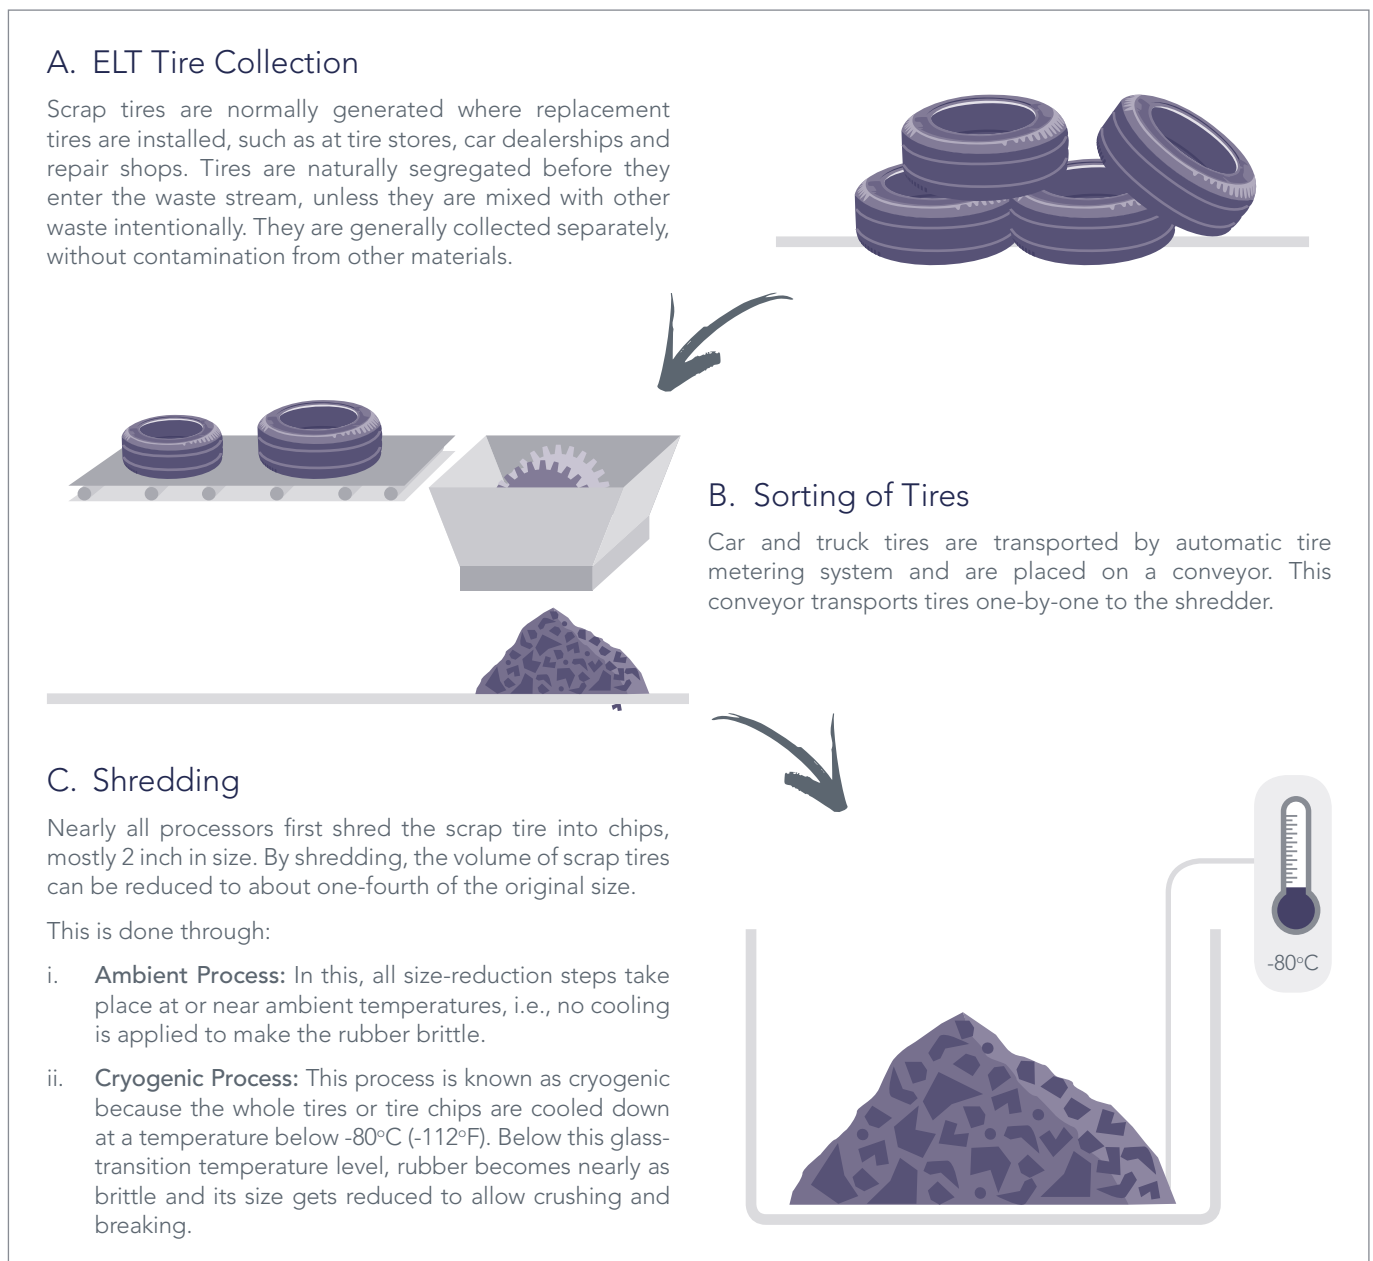 A. ELT Tire Collection
Scrap tires are normally generated where replacement
tires are installed, such as at tire stores, car dealerships and
repair shops. Tires are naturally segregated before they
enter the waste stream, unless they are mixed with other
waste intentionally. They are generally collected separately,
without contamination from other materials.
B. Sorting of Tires
Car and truck tires are transported by automatic tire
metering system and are placed on a conveyor. This
conveyor transports tires one-by-one to the shredder.
C. Shredding
Nearly all processors first shred the scrap tire into chips,
mostly 2 inch in size. By shredding, the volume of scrap tires
can be reduced to about one-fourth of the original size.
This is done through:
i. Ambient Process: In this, all size-reduction steps take
place at or near ambient temperatures, i.e., no cooling
is applied to make the rubber brittle.
ii. Cryogenic Process: This process is known as cryogenic
because the whole tires or tire chips are cooled down
at a temperature below -80°C (-112°F). Below this glass-
transition temperature level, rubber becomes nearly as
brittle and its size gets reduced to allow crushing and
breaking.
-80°C